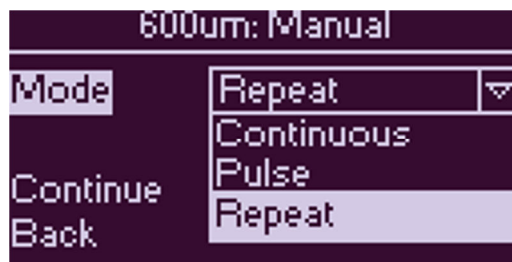 600um: Manual
Mode Repeat
Continuous
Pulse
Continue
Repeat
Back